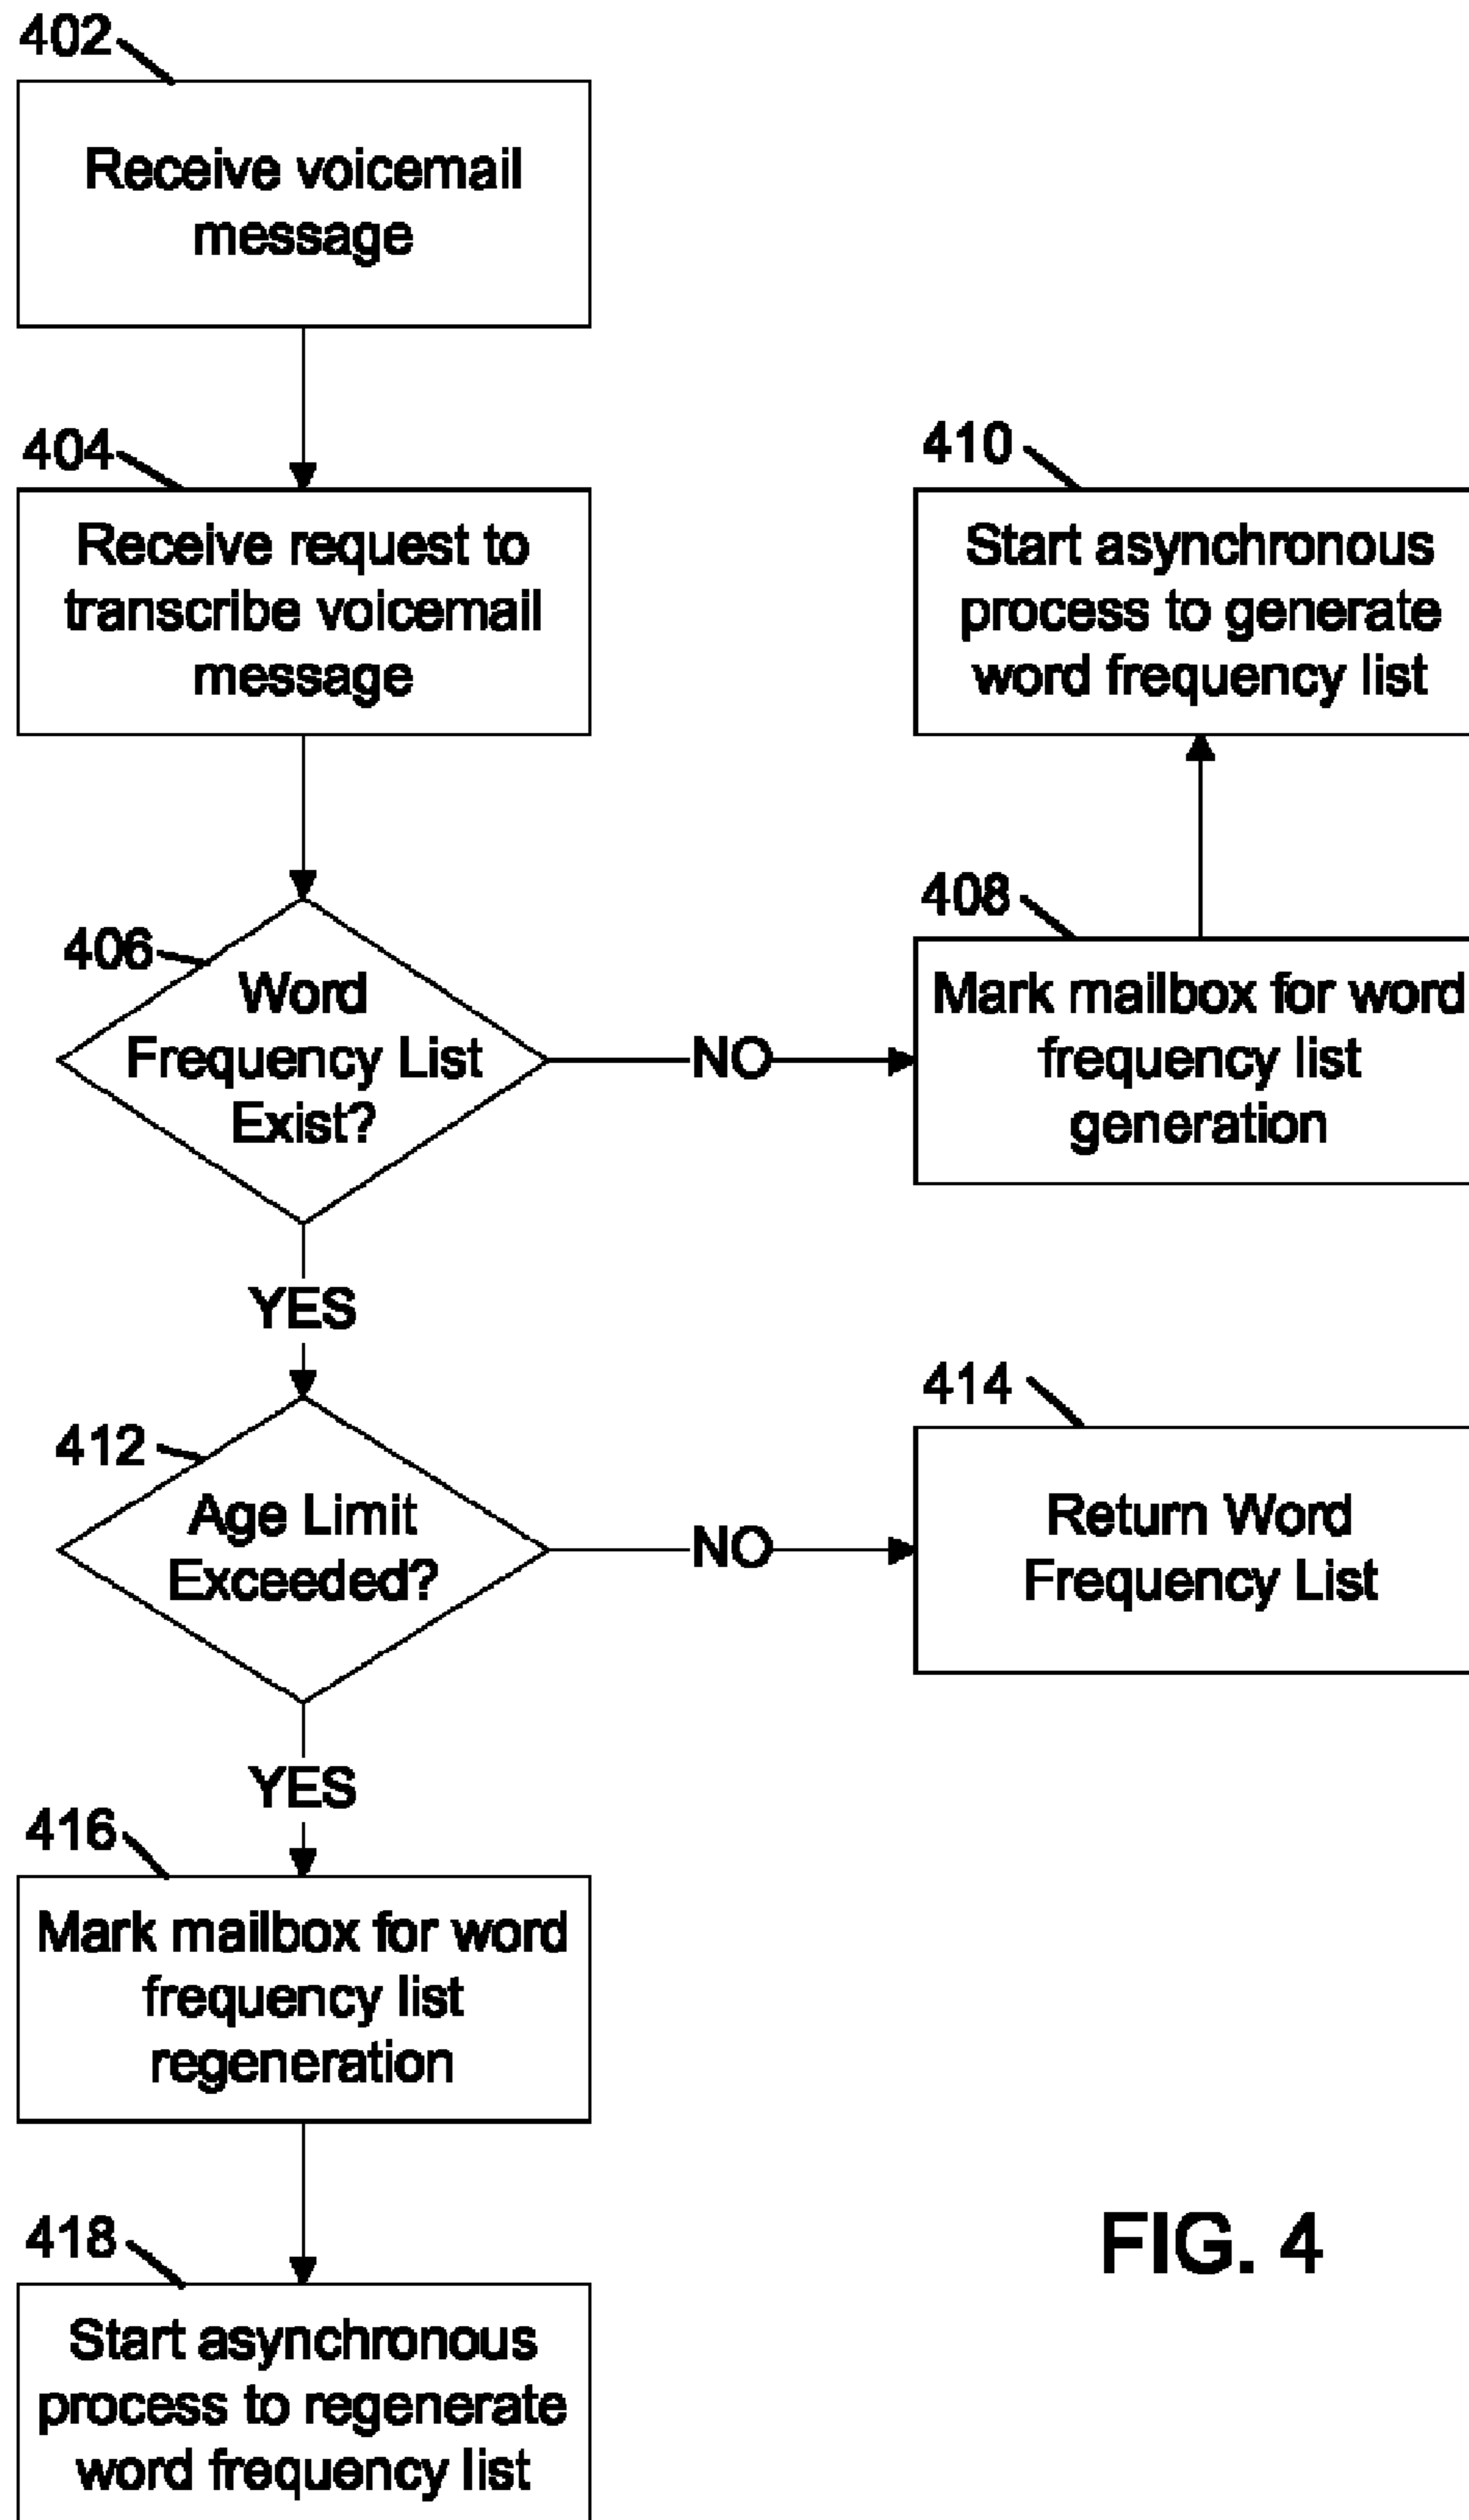 402
Receive voicemail
message
404
Receive request to
transcribe voicemail
message
410
Start asynchronous
process to generate
word frequency list
406
Word
Frequency List
Exist?
NO
408
Mark mailbox for word
frequency list
generation
YES
412
Age Limit
Exceeded?
NO
414
Return Word
Frequency List
YES
416
Mark mailbox for word
frequency list
regeneration
418
Start asynchronous
process to regenerate
word frequency list
FIG. 4